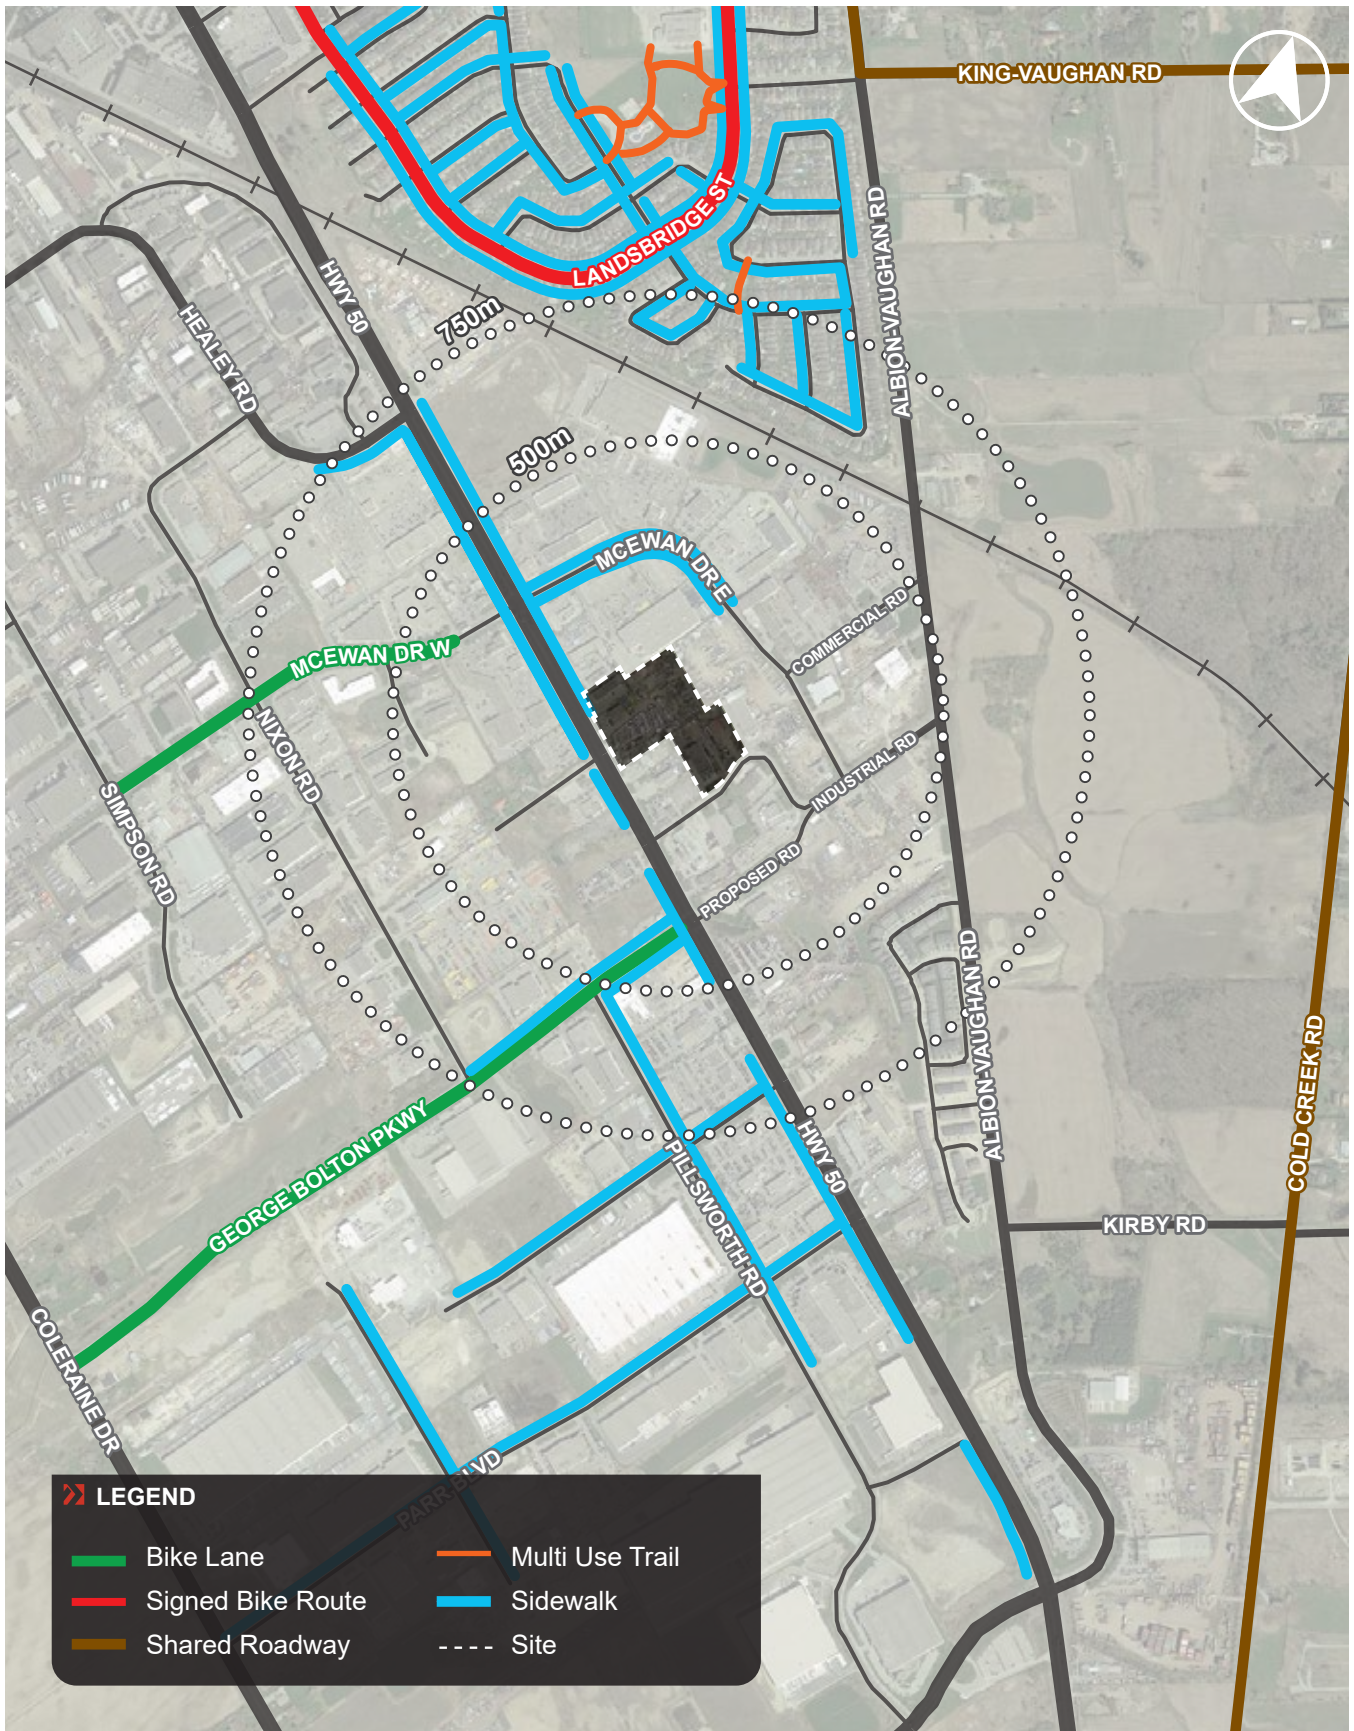 KING-VAUGHAN RD
LANDSBRIDGE ST
ALBION-VAUGHAN RD
HWY 50
750m
HEALEY RD
500m
MCEWAN DR E
COMMERCIAL RD
MCEWAN DR W
NIXON RD
INDUSTRIAL RD
SIMPSON RD
PROPOSED RD
ALBION-VAUGHAN RD
COLD CREEK RD
GEORGE BOLTON PKWY
HWY 50
PILLSWORTH RD
KIRBY RD
COLERAINE DR
PARR BLVD
LEGEND
Bike Lane
Signed Bike Route
Shared Roadway
Multi Use Trail
Sidewalk
Site